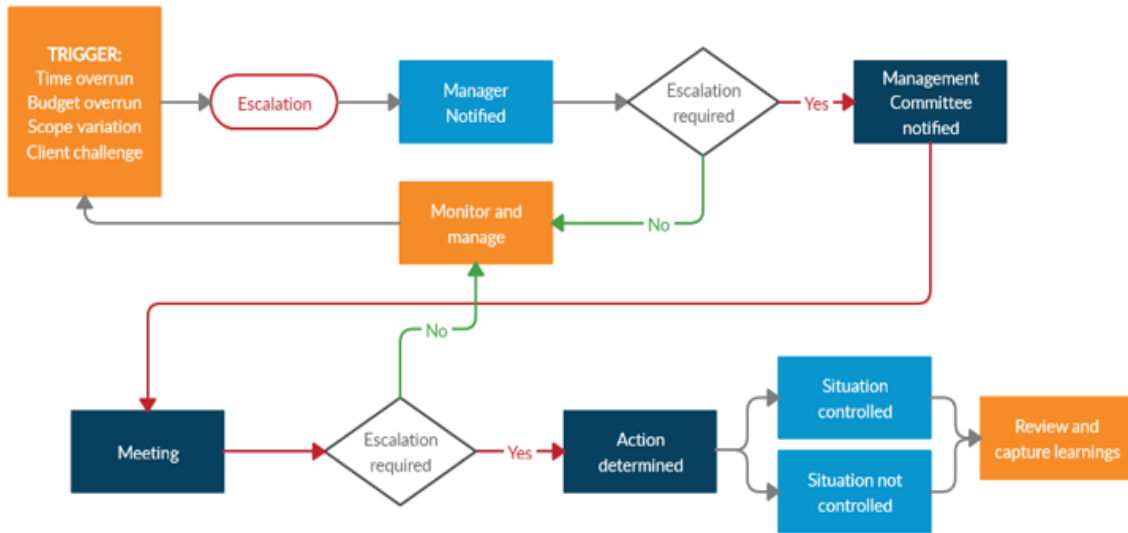 TRIGGER:
Time overrun
Budget overrun
Scope variation
Client challenge
Escalation
Manager
Notified
Escalation
required
Yes
Management
Committee
notified
No
Monitor and
manage
No
Meeting
Escalation
required
Yes
Action
determined
Situation
controlled
Situation not
controlled
Review and
capture learnings